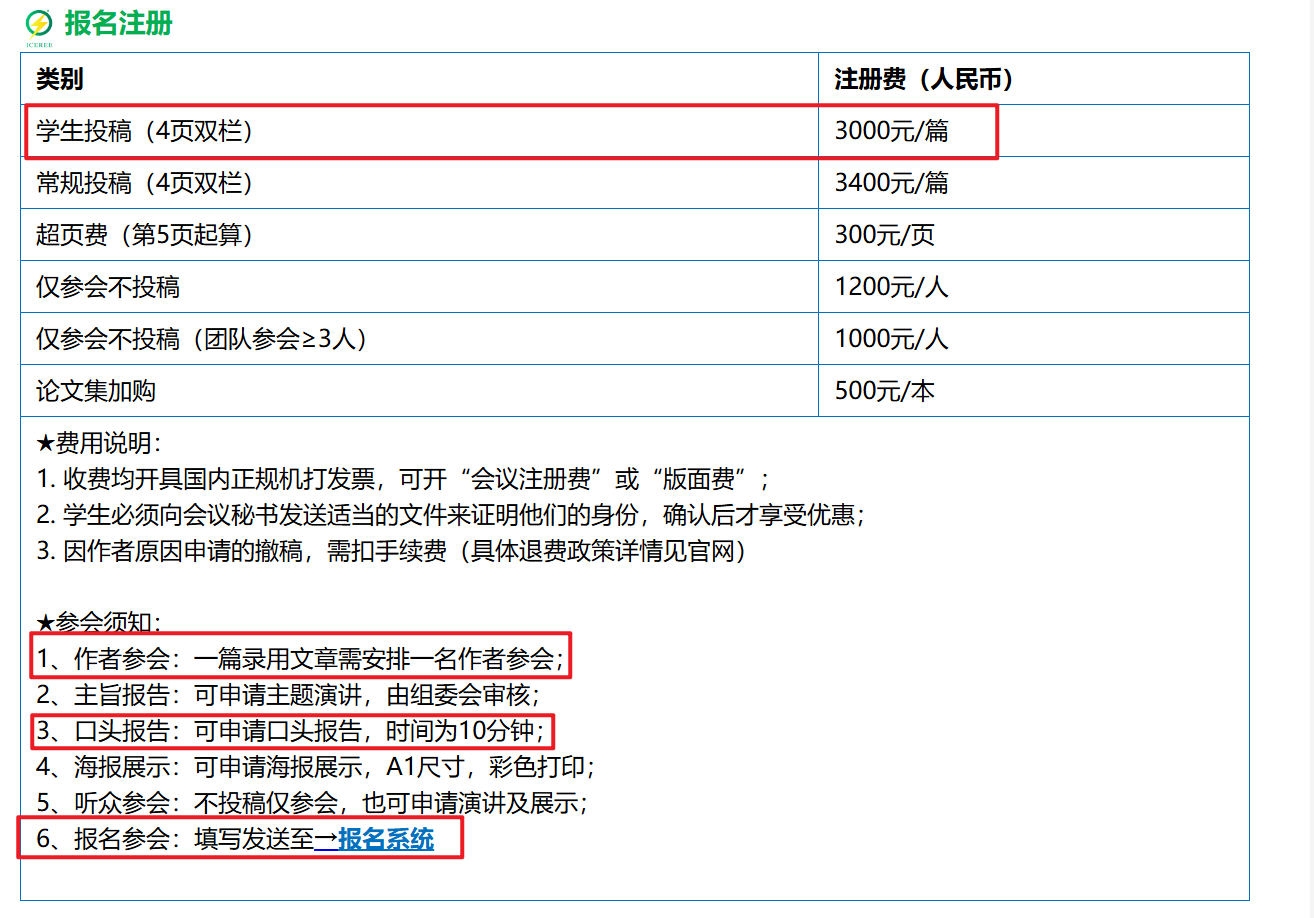 报名注册
ICEREE
类别 注册费（人民币）
学生投稿（4页双栏） 3000元/篇
常规投稿（4页双栏） 3400元/篇
超页费（第5页起算） 300元/页
仅参会不投稿 1200元/人
仅参会不投稿（团队参会≥3人） 1000元/人
论文集加购 500元/本
★费用说明：
1. 收费均开具国内正规机打发票，可开“会议注册费”或“版面费”；
2. 学生必须向会议秘书发送适当的文件来证明他们的身份，确认后才享受优惠；
3. 因作者原因申请的撤稿，需扣手续费（具体退费政策详情见官网）
★参会须知：
1、作者参会：一篇录用文章需安排一名作者参会；
2、主旨报告：可申请主题演讲，由组委会审核；
3、口头报告：可申请口头报告，时间为10分钟；
4、海报展示：可申请海报展示，A1尺寸，彩色打印；
5、听众参会：不投稿仅参会，也可申请演讲及展示；
6、报名参会：填写发送至→报名系统